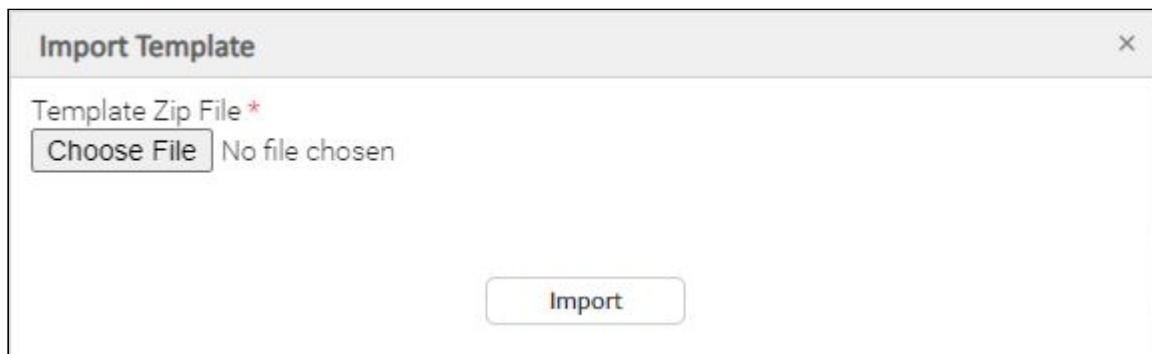 Import Template ×
Template Zip File *
Choose File No file chosen
Import